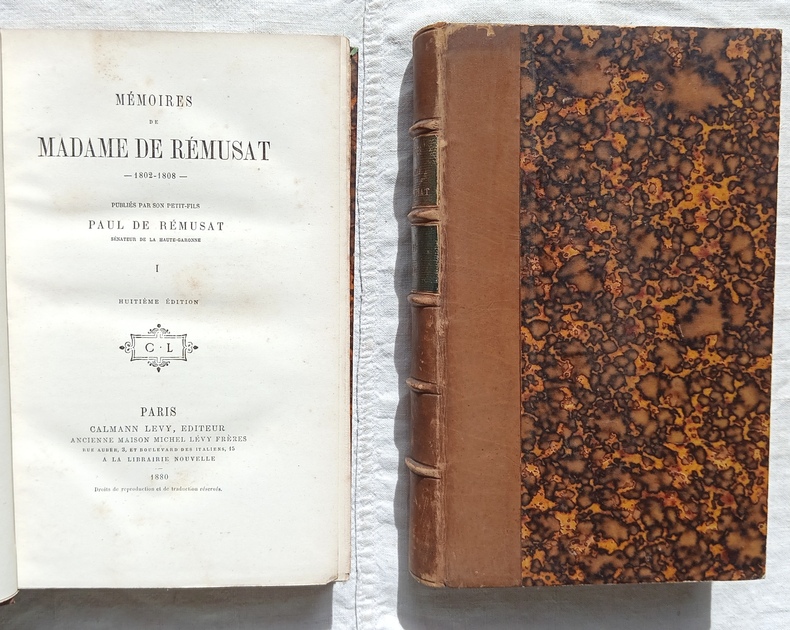 MÉMOIRES
DE
MADAME DE RÉMUSAT
— 1802-1808 —
PUBLIÉS PAR SON PETIT-FILS
PAUL DE RÉMUSAT
SÉNATEUR DE LA HAUTE-GARONNE
I
HUITIÈME ÉDITION
C · L
PARIS
CALMANN LEVY, EDITEUR
ANCIENNE MAISON MICHEL LÉVY FRÈRES
RUE AUBER, 3, ET BOULEVARD DES ITALIENS, 15
A LA LIBRAIRIE NOUVELLE
1880
Droits de reproduction et de traduction réservés.